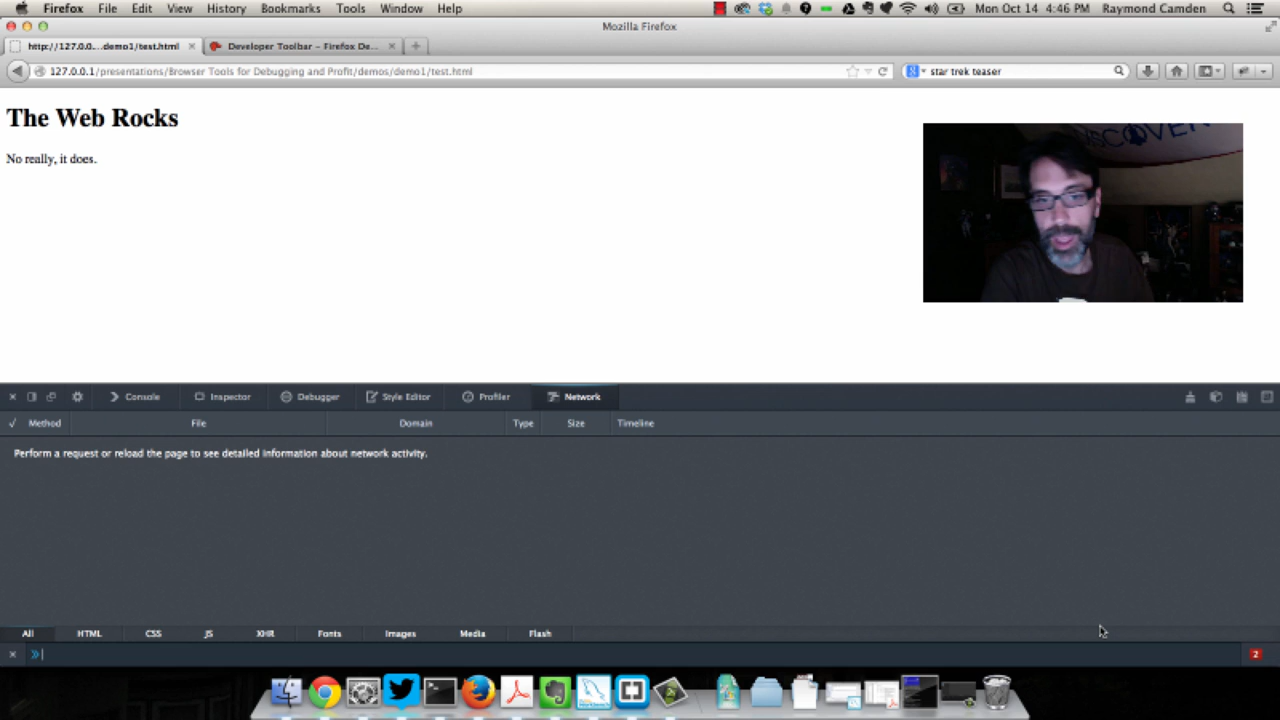 Firefox File Edit View History Bookmarks Tools Window Help Mon Oct 14 4:46 PM Raymond Camden
Mozilla Firefox
http://127.0.0....demo1/test.html Developer Toolbar – Firefox De...
127.0.0.1/presentations/Browser Tools for Debugging and Profit/demos/demo1/test.html star trek teaser
The Web Rocks
No really, it does.
Console Inspector Debugger Style Editor Profiler Network
✓ Method File Domain Type Size Timeline
Perform a request or reload the page to see detailed information about network activity.
All HTML CSS JS XHR Fonts Images Media Flash
» 2